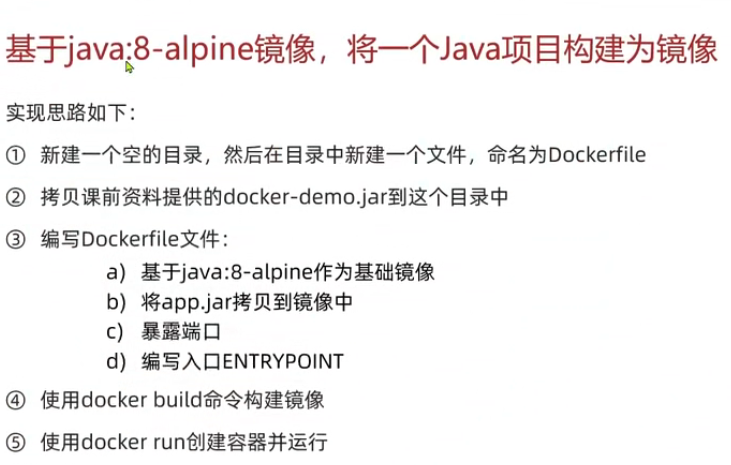 基于java:8-alpine镜像，将一个Java项目构建为镜像
实现思路如下：
① 新建一个空的目录，然后在目录中新建一个文件，命名为Dockerfile
② 拷贝课前资料提供的docker-demo.jar到这个目录中
③ 编写Dockerfile文件：
a) 基于java:8-alpine作为基础镜像
b) 将app.jar拷贝到镜像中
c) 暴露端口
d) 编写入口ENTRYPOINT
④ 使用docker build命令构建镜像
⑤ 使用docker run创建容器并运行